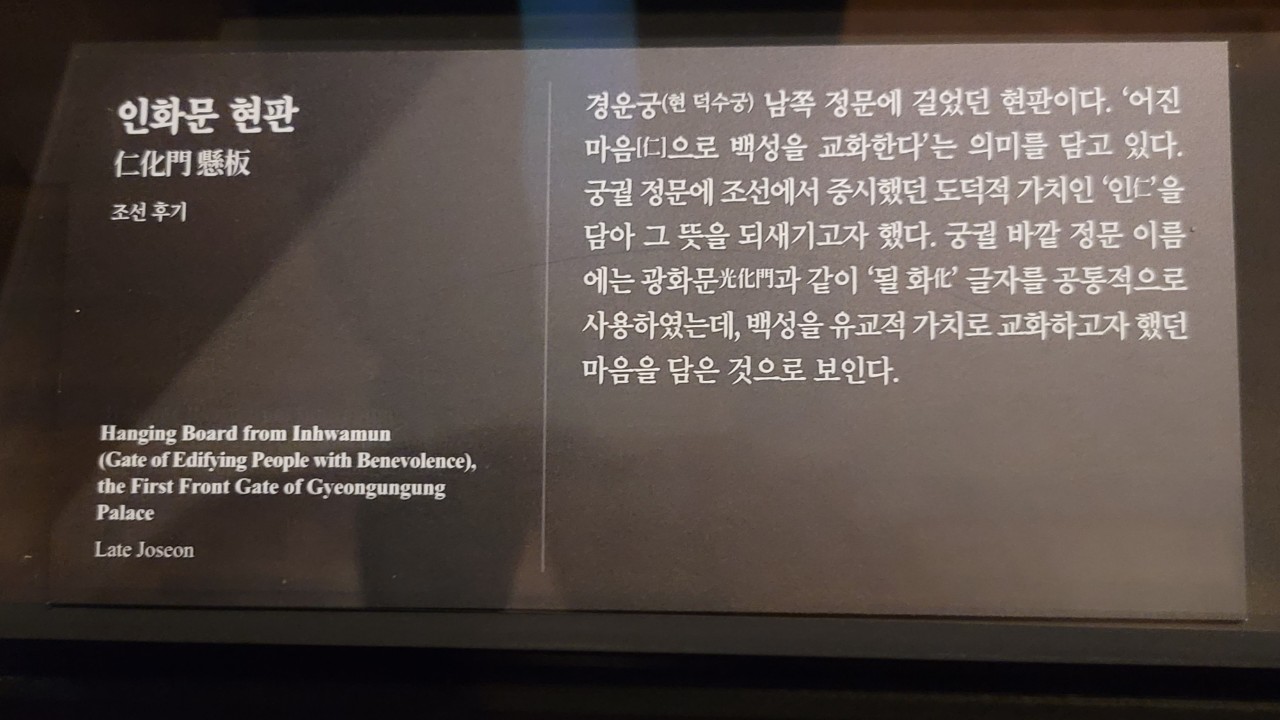 인화문 현판
仁化門 懸板
조선 후기
Hanging Board from Inhwamun
(Gate of Edifying People with Benevolence),
the First Front Gate of Gyeongungung
Palace
Late Joseon
경운궁(현 덕수궁) 남쪽 정문에 걸었던 현판이다. ‘어진
마음[仁]으로 백성을 교화한다’는 의미를 담고 있다.
궁궐 정문에 조선에서 중시했던 도덕적 가치인 ‘인仁’을
담아 그 뜻을 되새기고자 했다. 궁궐 바깥 정문 이름
에는 광화문光化門과 같이 ‘될 화化’ 글자를 공통적으로
사용하였는데, 백성을 유교적 가치로 교화하고자 했던
마음을 담은 것으로 보인다.